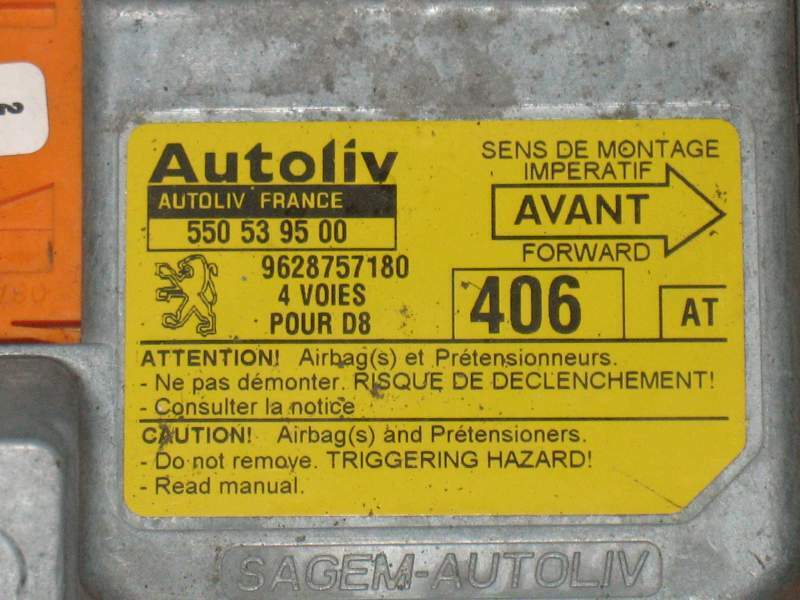 Autoliv
AUTOLIV FRANCE
550 53 95 00
9628757180
4 VOIES
POUR D8
SENS DE MONTAGE
IMPERATIF
AVANT
FORWARD
406
AT
ATTENTION! Airbag(s) et Prétensionneurs.
- Ne pas démonter. RISQUE DE DECLENCHEMENT!
- Consulter la notice
CAUTION! Airbag(s) and Prétensioners.
- Do not remove. TRIGGERING HAZARD!
- Read manual.
SAGEM-AUTOLIV
2